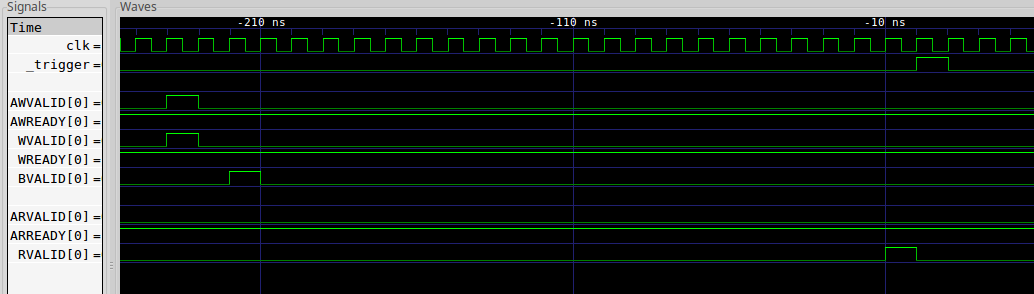 Signals
Waves
Time
-210 ns
-110 ns
-10 ns
clk=
_trigger=
AWVALID[0]=
AWREADY[0]=
WVALID[0]=
WREADY[0]=
BVALID[0]=
ARVALID[0]=
ARREADY[0]=
RVALID[0]=